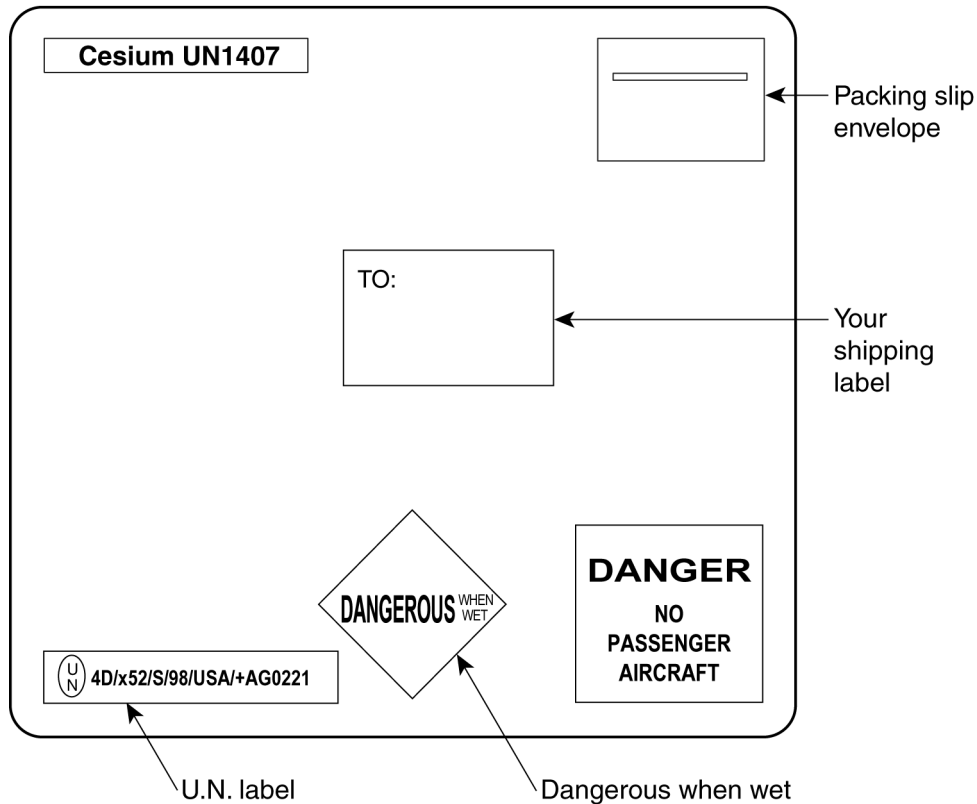 Cesium UN1407
Packing slip
envelope
TO:
Your
shipping
label
DANGEROUS WHEN WET
DANGER
NO
PASSENGER
AIRCRAFT
UN 4D/x52/S/98/USA/+AG0221
U.N. label
Dangerous when wet